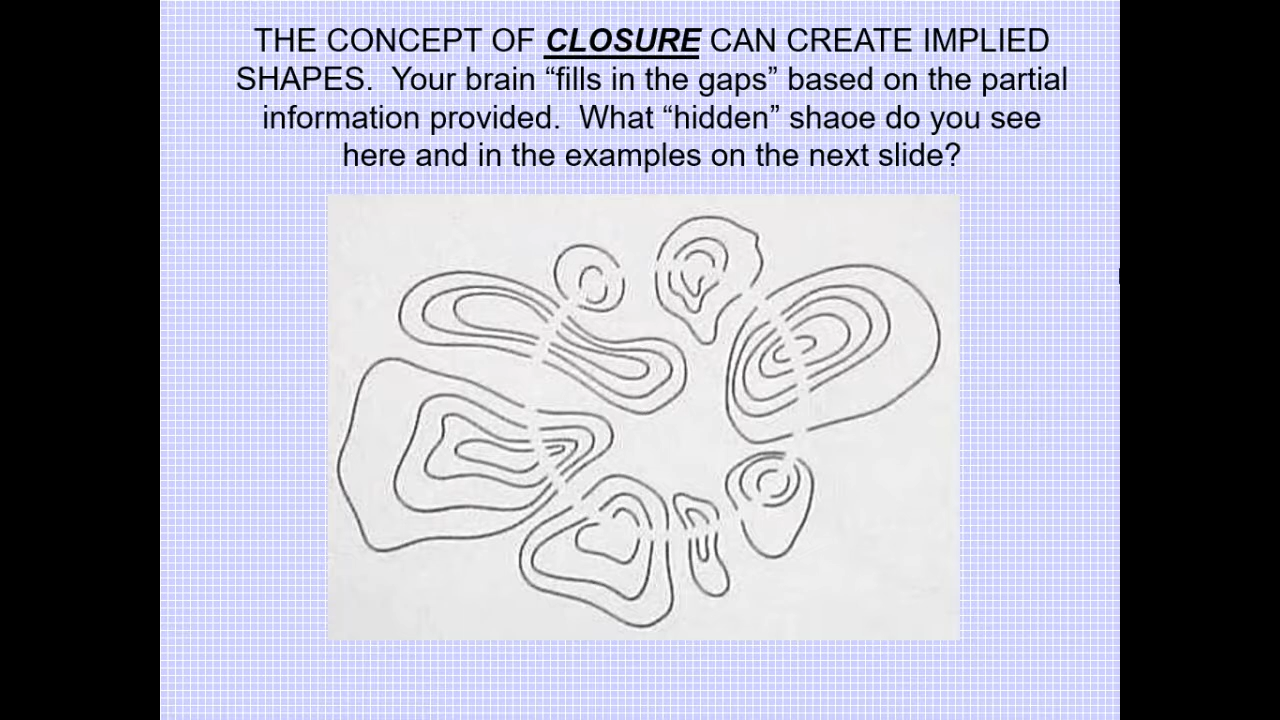 THE CONCEPT OF CLOSURE CAN CREATE IMPLIED
SHAPES.  Your brain “fills in the gaps” based on the partial
information provided.  What “hidden” shaoe do you see
here and in the examples on the next slide?